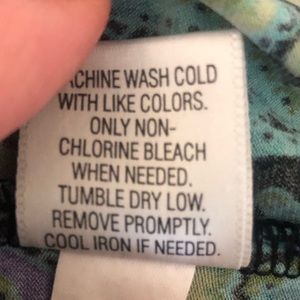 ACHINE WASH COLD
WITH LIKE COLORS.
ONLY NON-
CHLORINE BLEACH
WHEN NEEDED.
TUMBLE DRY LOW.
REMOVE PROMPTLY.
COOL IRON IF NEEDED.